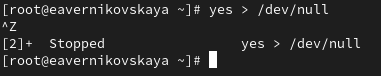 [root@eavernikovskaya ~]# yes > /dev/null
^Z
[2]+  Stopped                 yes > /dev/null
[root@eavernikovskaya ~]#